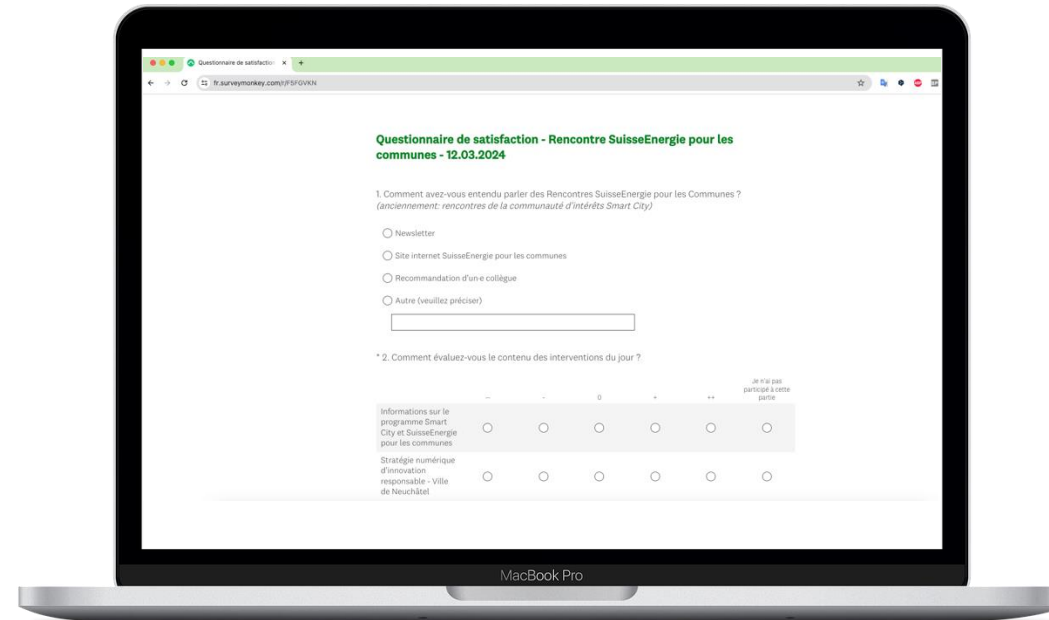 Questionnaire de satisfaction
fr.surveymonkey.com/r/F5FGVKN
Questionnaire de satisfaction - Rencontre SuisseEnergie pour les
communes - 12.03.2024
1. Comment avez-vous entendu parler des Rencontres SuisseEnergie pour les Communes ?
(anciennement: rencontres de la communauté d'intérêts Smart City)
Newsletter
Site internet SuisseEnergie pour les communes
Recommandation d'un·e collègue
Autre (veuillez préciser)
* 2. Comment évaluez-vous le contenu des interventions du jour ?
Je n'ai pas
participé à cette
-- - 0 + ++ partie
Informations sur le
programme Smart
City et SuisseEnergie
pour les communes
Stratégie numérique
d'innovation
responsable - Ville
de Neuchâtel
MacBook Pro